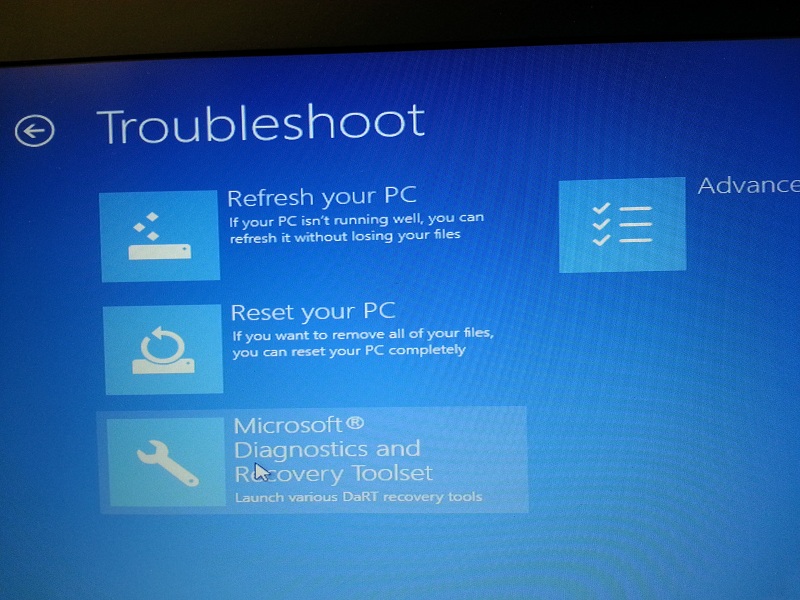 Troubleshoot
Refresh your PC
If your PC isn't running well, you can
refresh it without losing your files
Reset your PC
If you want to remove all of your files,
you can reset your PC completely
Microsoft®
Diagnostics and
Recovery Toolset
Launch various DaRT recovery tools
Advance